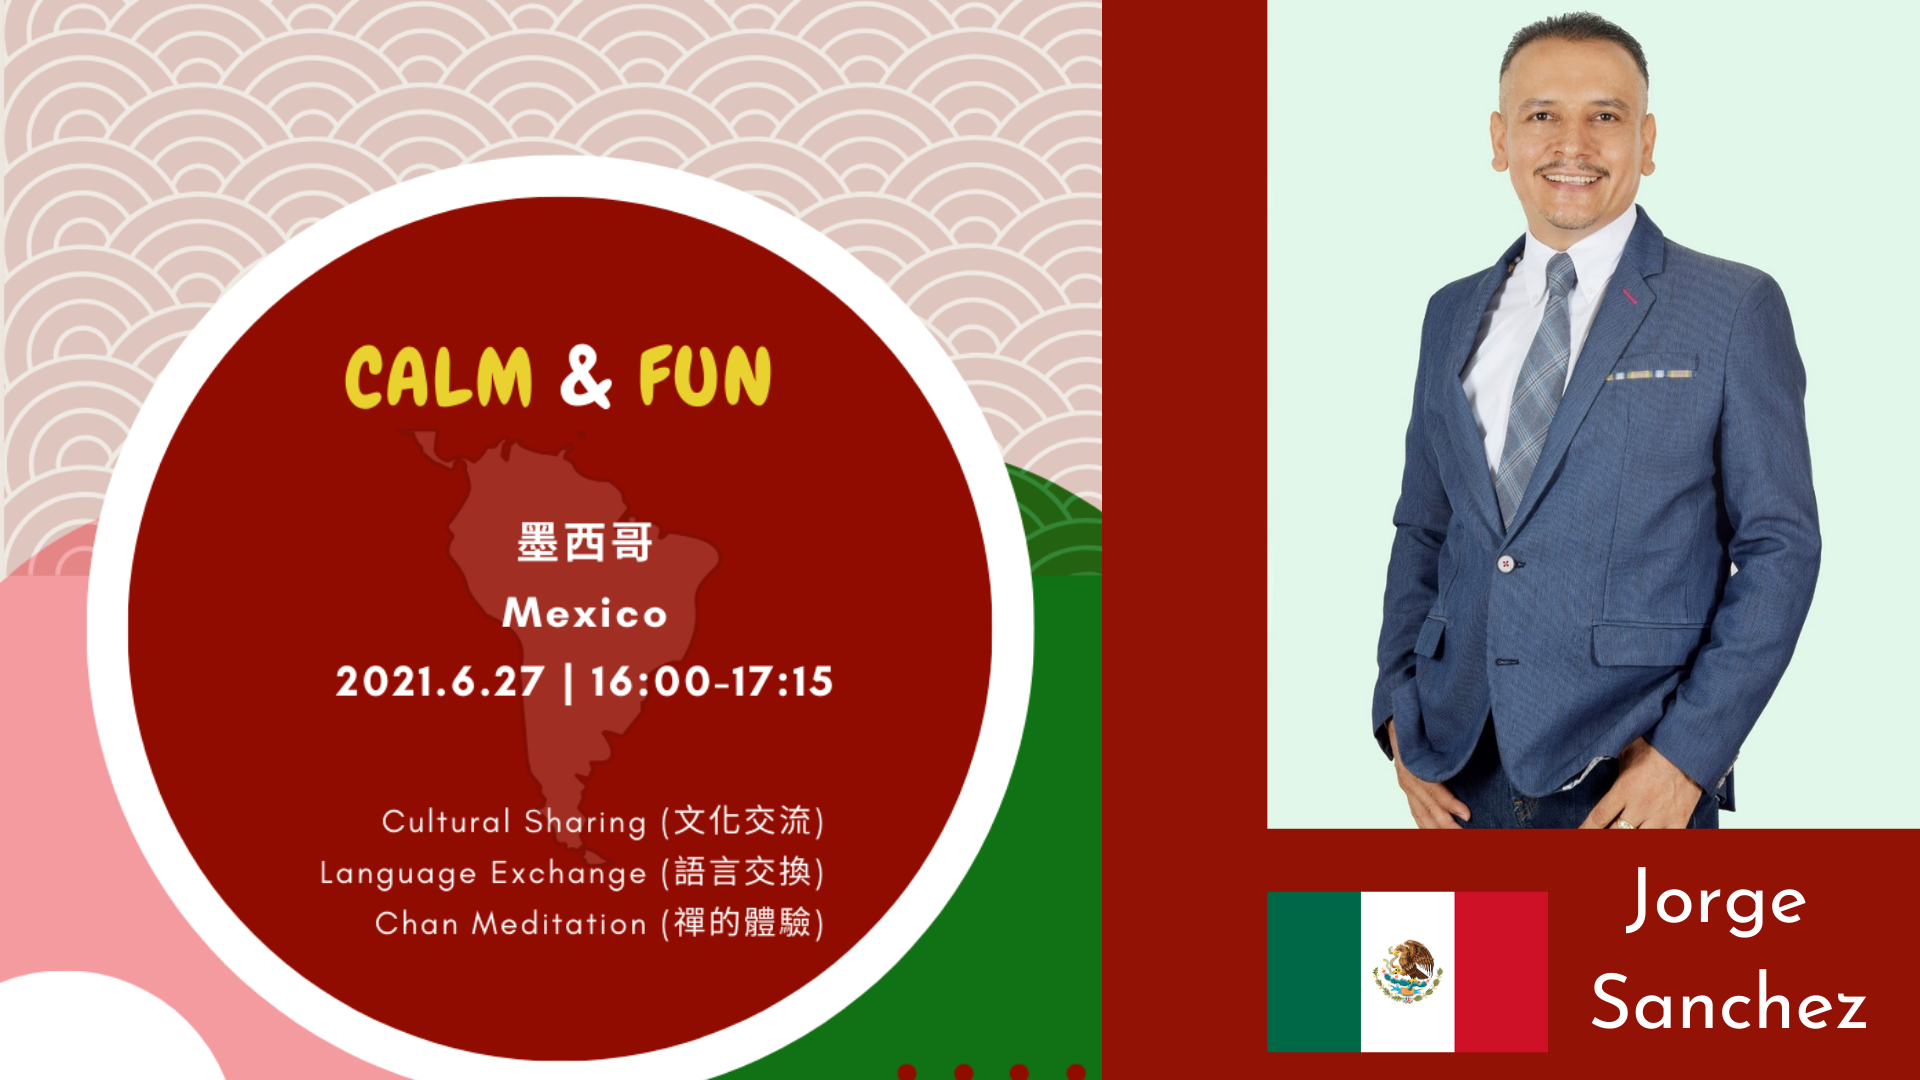 CALM & FUN
墨西哥
Mexico
2021.6.27 | 16:00-17:15
Cultural Sharing (文化交流)
Language Exchange (語言交換)
Chan Meditation (禪的體驗)
Jorge
Sanchez